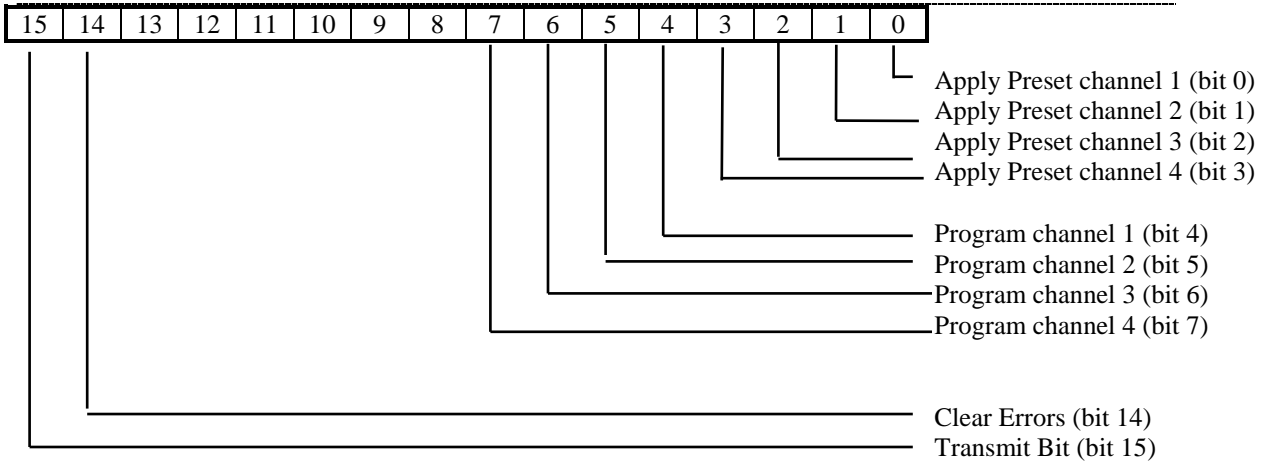 15 14 13 12 11 10 9 8 7 6 5 4 3 2 1 0
Apply Preset channel 1 (bit 0)
Apply Preset channel 2 (bit 1)
Apply Preset channel 3 (bit 2)
Apply Preset channel 4 (bit 3)
Program channel 1 (bit 4)
Program channel 2 (bit 5)
Program channel 3 (bit 6)
Program channel 4 (bit 7)
Clear Errors (bit 14)
Transmit Bit (bit 15)